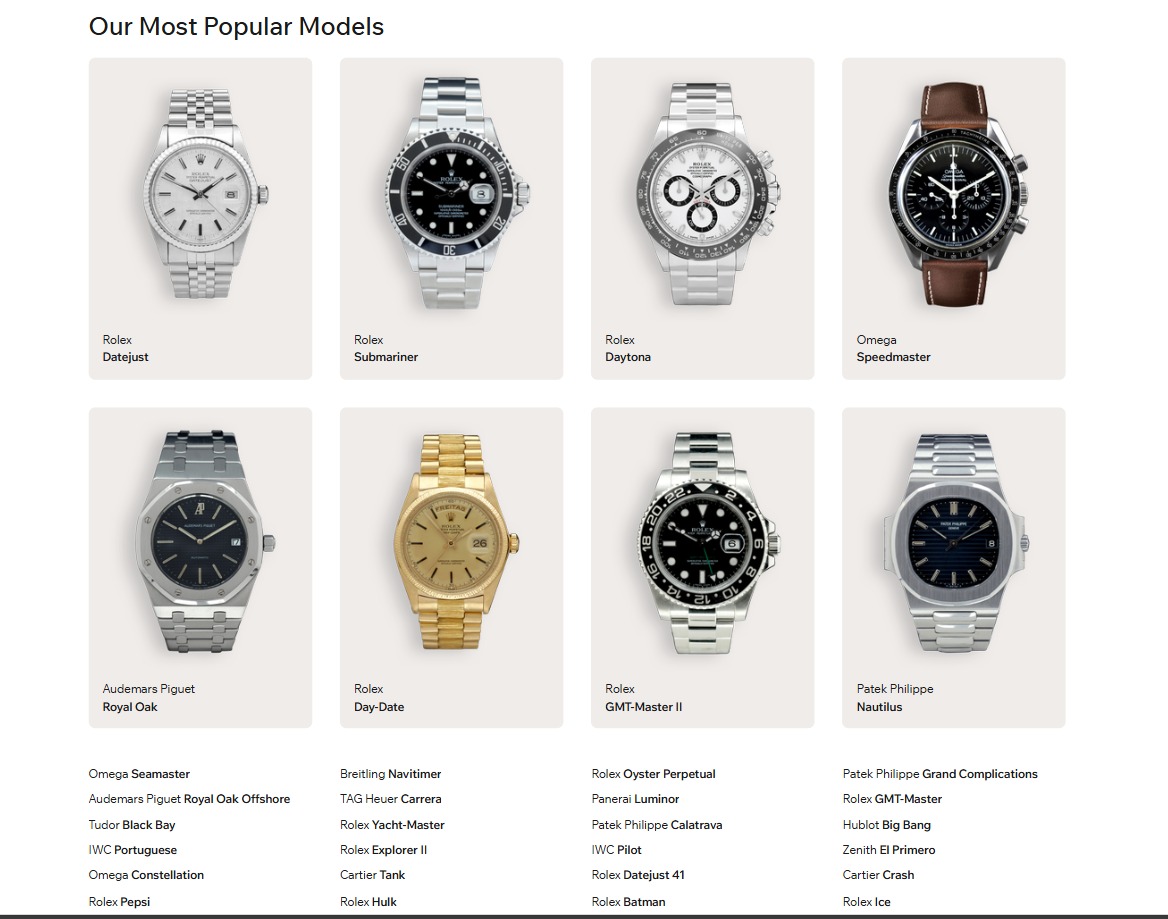 Our Most Popular Models
Rolex
Datejust
Rolex
Submariner
Rolex
Daytona
Omega
Speedmaster
Audemars Piguet
Royal Oak
Rolex
Day-Date
Rolex
GMT-Master II
Patek Philippe
Nautilus
Omega Seamaster
Breitling Navitimer
Rolex Oyster Perpetual
Patek Philippe Grand Complications
Audemars Piguet Royal Oak Offshore
TAG Heuer Carrera
Panerai Luminor
Rolex GMT-Master
Tudor Black Bay
Rolex Yacht-Master
Patek Philippe Calatrava
Hublot Big Bang
IWC Portuguese
Rolex Explorer II
IWC Pilot
Zenith El Primero
Omega Constellation
Cartier Tank
Rolex Datejust 41
Cartier Crash
Rolex Pepsi
Rolex Hulk
Rolex Batman
Rolex Ice